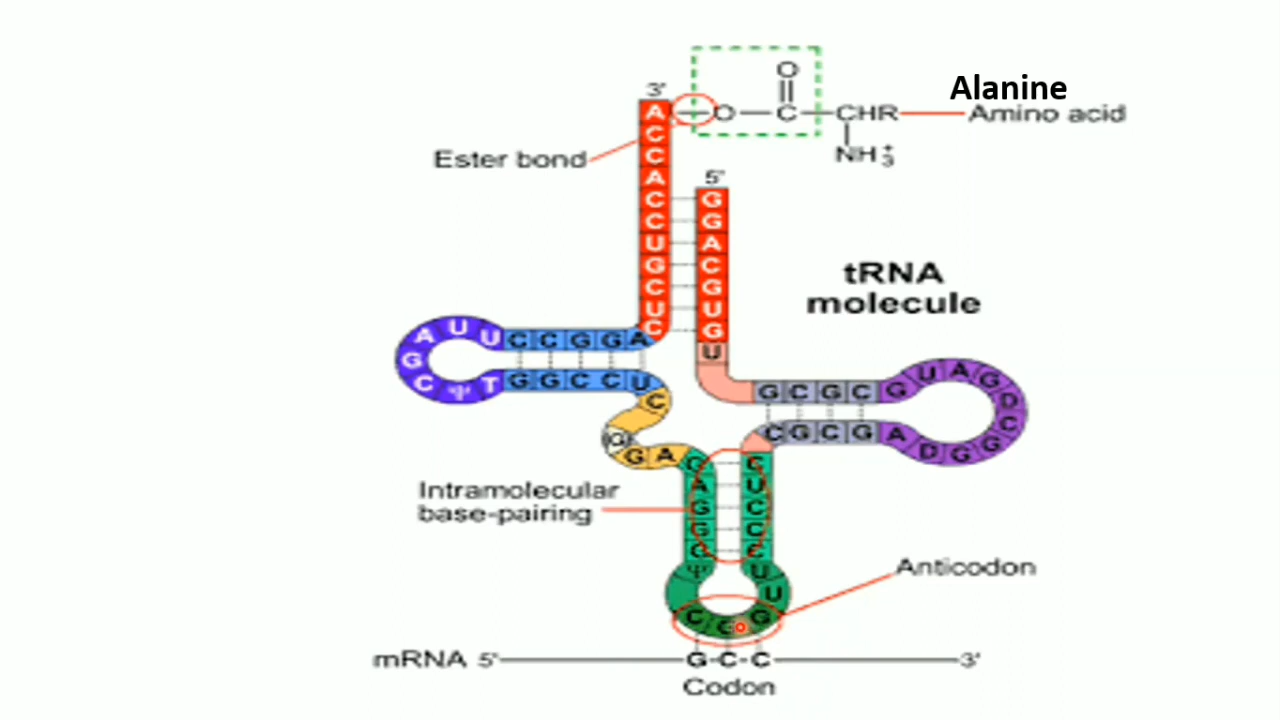 Alanine
3'
O
A
O
C
CHR
Amino acid
NH3+
Ester bond
C
C
A
C
C
U
G
C
U
C
5'
G
G
A
C
G
U
G
U
tRNA
molecule
A U U C C G G A
G
C Ψ T G G C C U
C
G
G A
G C G C G U A G D C
C G C G A D G G
Intramolecular
base-pairing
A
G
G
U
C
C
Ψ
U
U
Anticodon
C
G
mRNA 5' G-C-C 3'
Codon